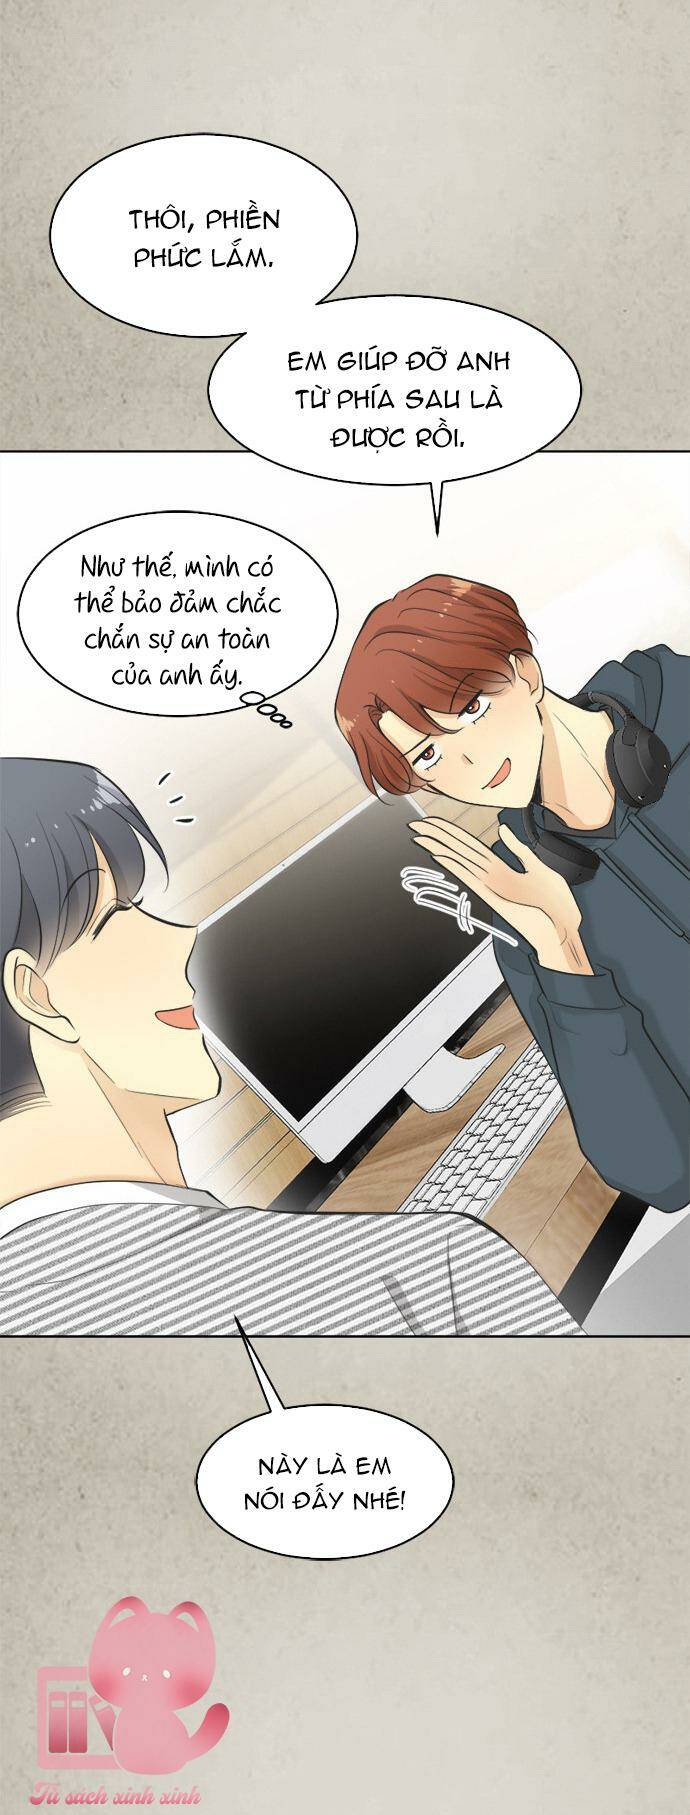 THÔI, PHIỀN
PHỨC LẮM.
EM GIÚP ĐỠ ANH
TỪ PHÍA SAU LÀ
ĐƯỢC RỒI.
Như thế, mình có
thể bảo đảm chắc
chắn sự an toàn
của anh ấy.
NÀY LÀ EM
NÓI ĐẤY NHÉ!
Tủ sách xinh xinh